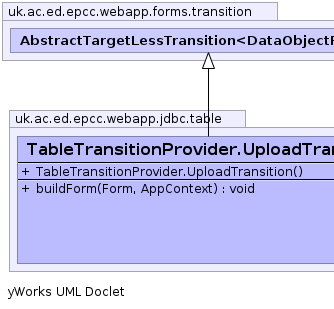 uk.ac.ed.epcc.webapp.forms.transition
AbstractTargetLessTransition<DataObjectF
uk.ac.ed.epcc.webapp.jdbc.table
TableTransitionProvider.UploadTran
+ TableTransitionProvider.UploadTransition()
+ buildForm(Form, AppContext) : void
yWorks UML Doclet